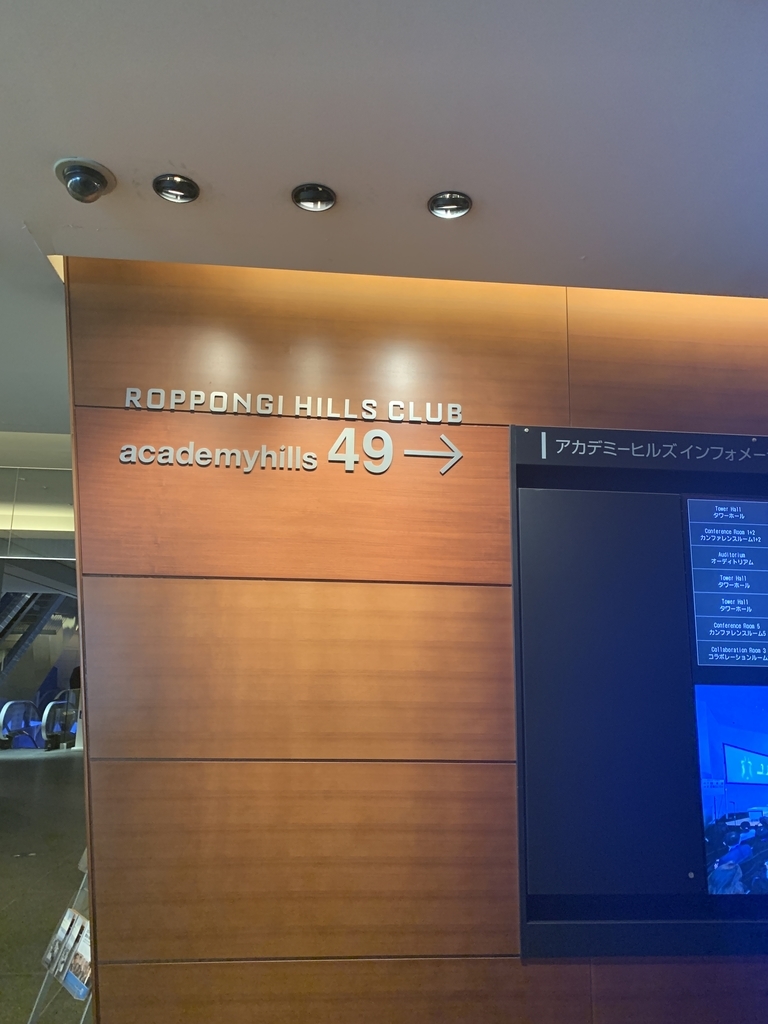 ROPPONGI HILLS CLUB
academyhills 49 →
アカデミーヒルズ インフォメー
Tower Hall
タワーホール
Conference Room 1+2
カンファレンスルーム1+2
Auditorium
オーディトリアム
Tower Hall
タワーホール
Tower Hall
タワーホール
Conference Room 5
カンファレンスルーム5
Collaboration Room 3
コラボレーションルーム